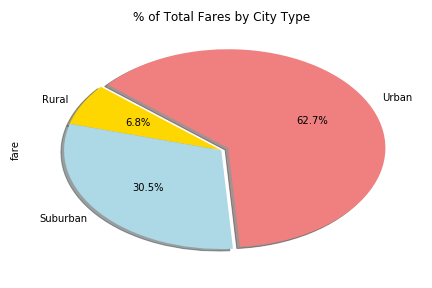 % of Total Fares by City Type
Rural
Urban
6.8%
62.7%
fare
30.5%
Suburban